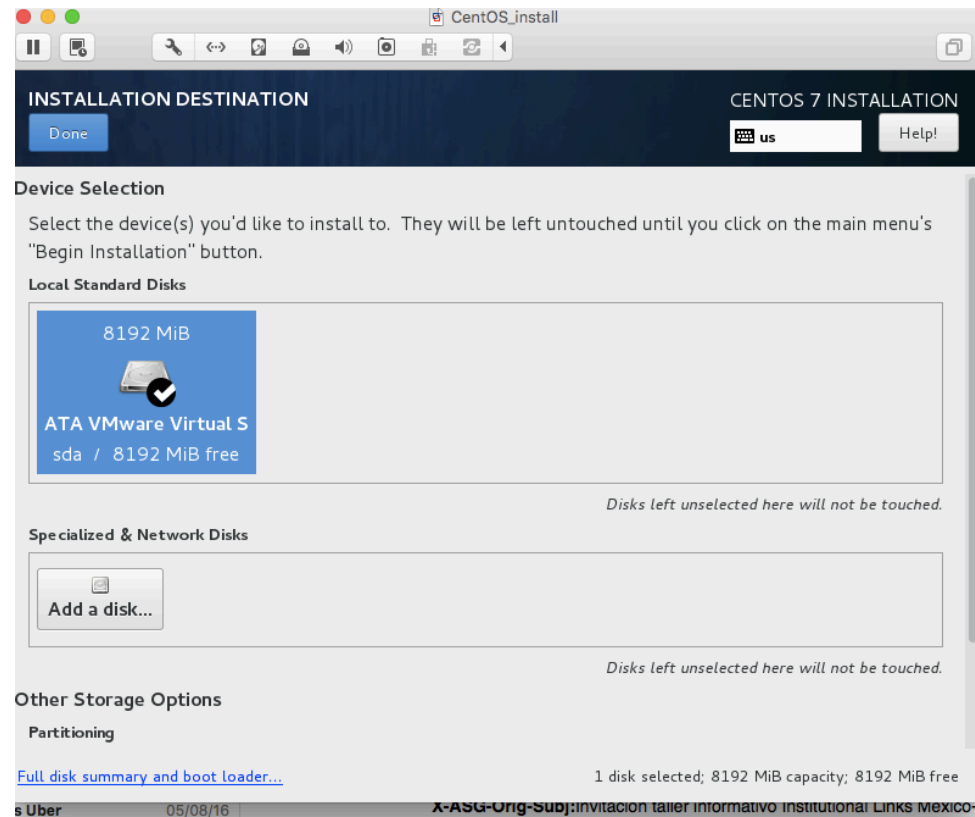 CentOS_install
INSTALLATION DESTINATION
CENTOS 7 INSTALLATION
Done
us
Help!
Device Selection
Select the device(s) you'd like to install to. They will be left untouched until you click on the main menu's
"Begin Installation" button.
Local Standard Disks
8192 MiB
ATA VMware Virtual S
sda / 8192 MiB free
Disks left unselected here will not be touched.
Specialized & Network Disks
Add a disk...
Disks left unselected here will not be touched.
Other Storage Options
Partitioning
Full disk summary and boot loader...
1 disk selected; 8192 MiB capacity; 8192 MiB free
s Uber
05/08/16
X-ASG-Orig-Subj:Invitación taller informativo Institutional Links Mexico-